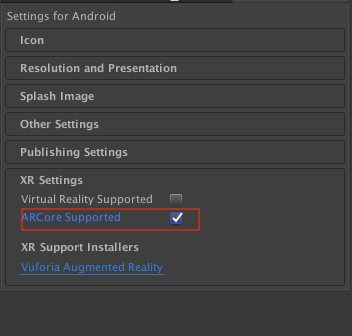 Settings for Android
Icon
Resolution and Presentation
Splash Image
Other Settings
Publishing Settings
XR Settings
Virtual Reality Supported
ARCore Supported
XR Support Installers
Vuforia Augmented Reality